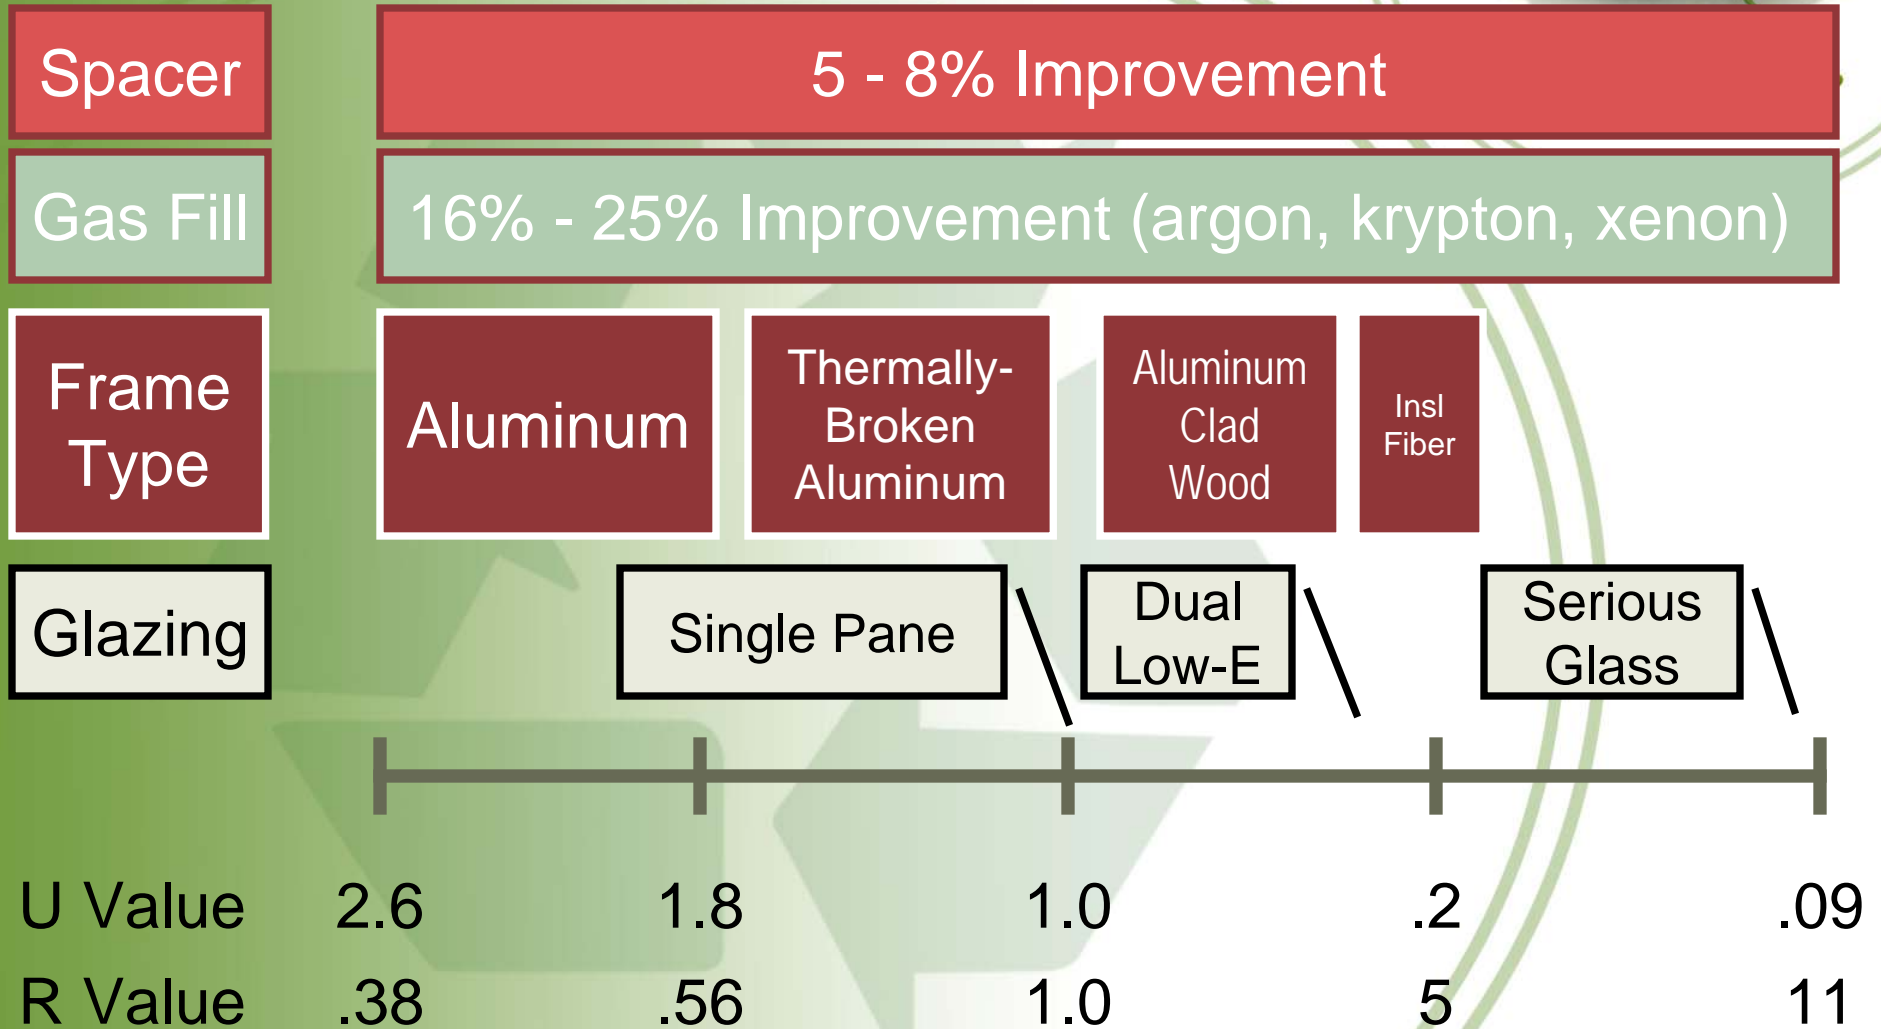 Spacer
5 - 8% Improvement
Gas Fill
16% - 25% Improvement (argon, krypton, xenon)
Frame
Type
Aluminum
Thermally-
Broken
Aluminum
Aluminum
Clad
Wood
Insl
Fiber
Glazing
Single Pane
Dual
Low-E
Serious
Glass
U Value 2.6 1.8 1.0 .2 .09
R Value .38 .56 1.0 5 11